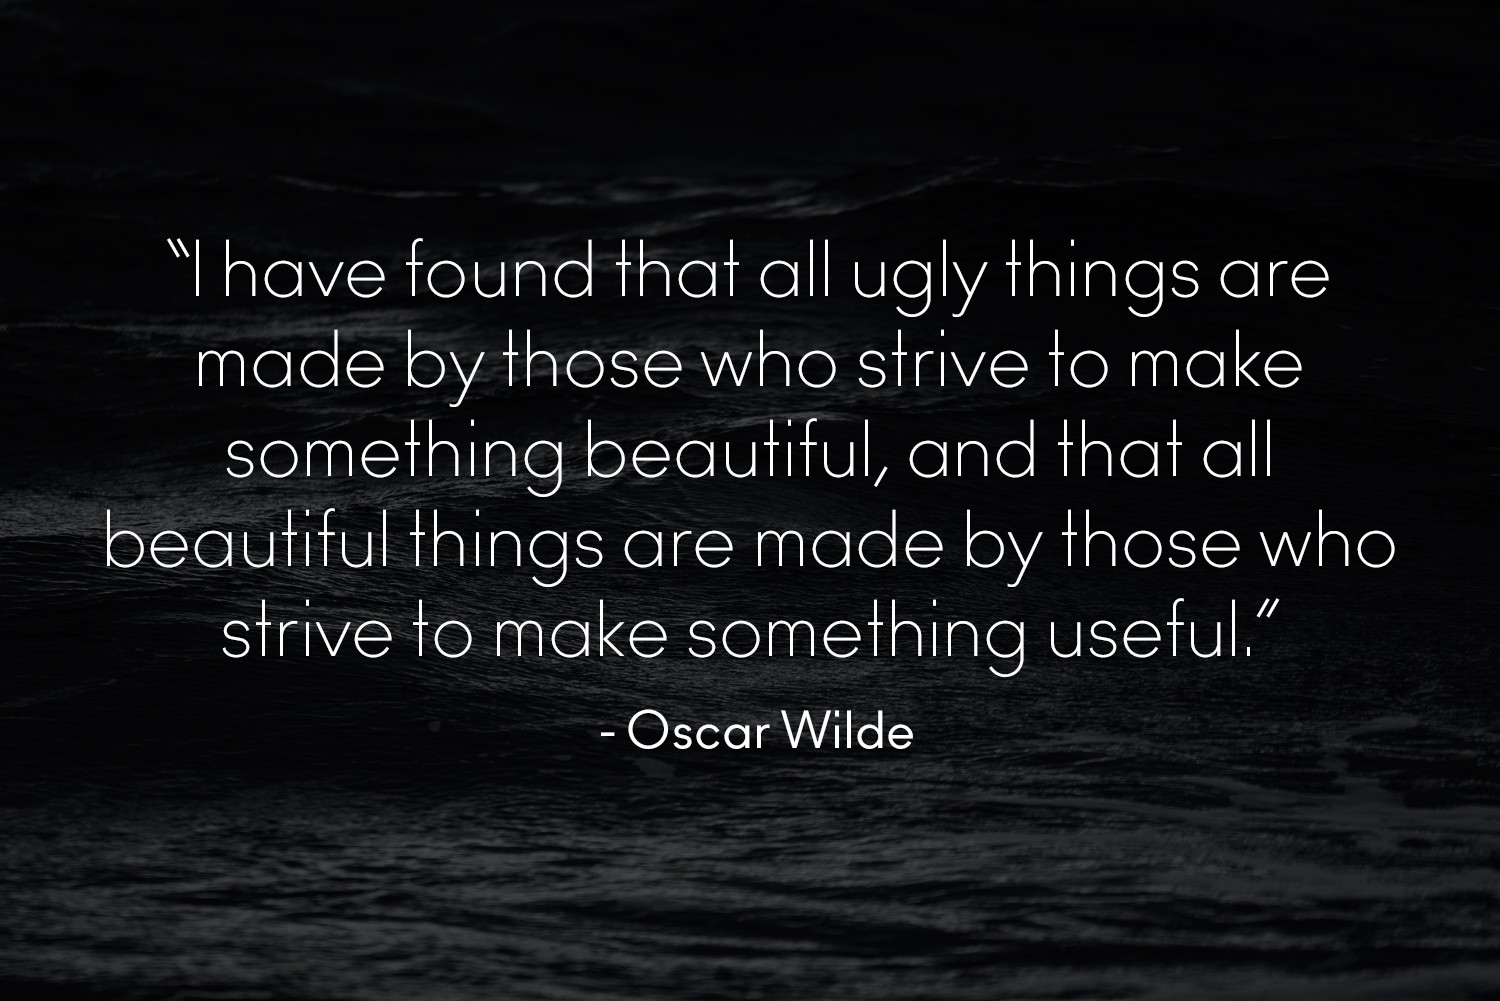 “I have found that all ugly things are
made by those who strive to make
something beautiful, and that all
beautiful things are made by those who
strive to make something useful.”
- Oscar Wilde